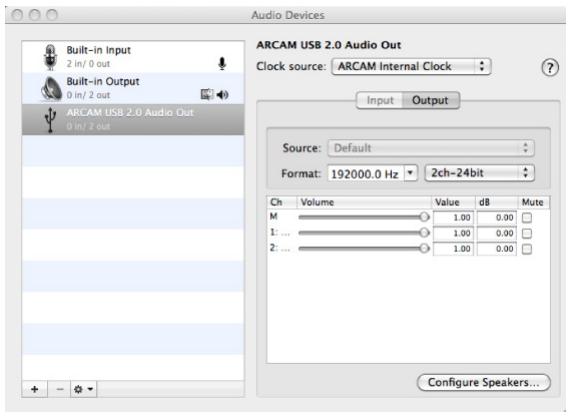 Audio Devices
Built-in Input
2 in/ 0 out
Built-in Output
0 in/ 2 out
ARCAM USB 2.0 Audio Out
0 in/ 2 out
ARCAM USB 2.0 Audio Out
Clock source: ARCAM Internal Clock
?
Input Output
Source: Default
Format: 192000.0 Hz 2ch-24bit
Ch Volume Value dB Mute
M 1.00 0.00
1: ... 1.00 0.00
2: ... 1.00 0.00
Configure Speakers...